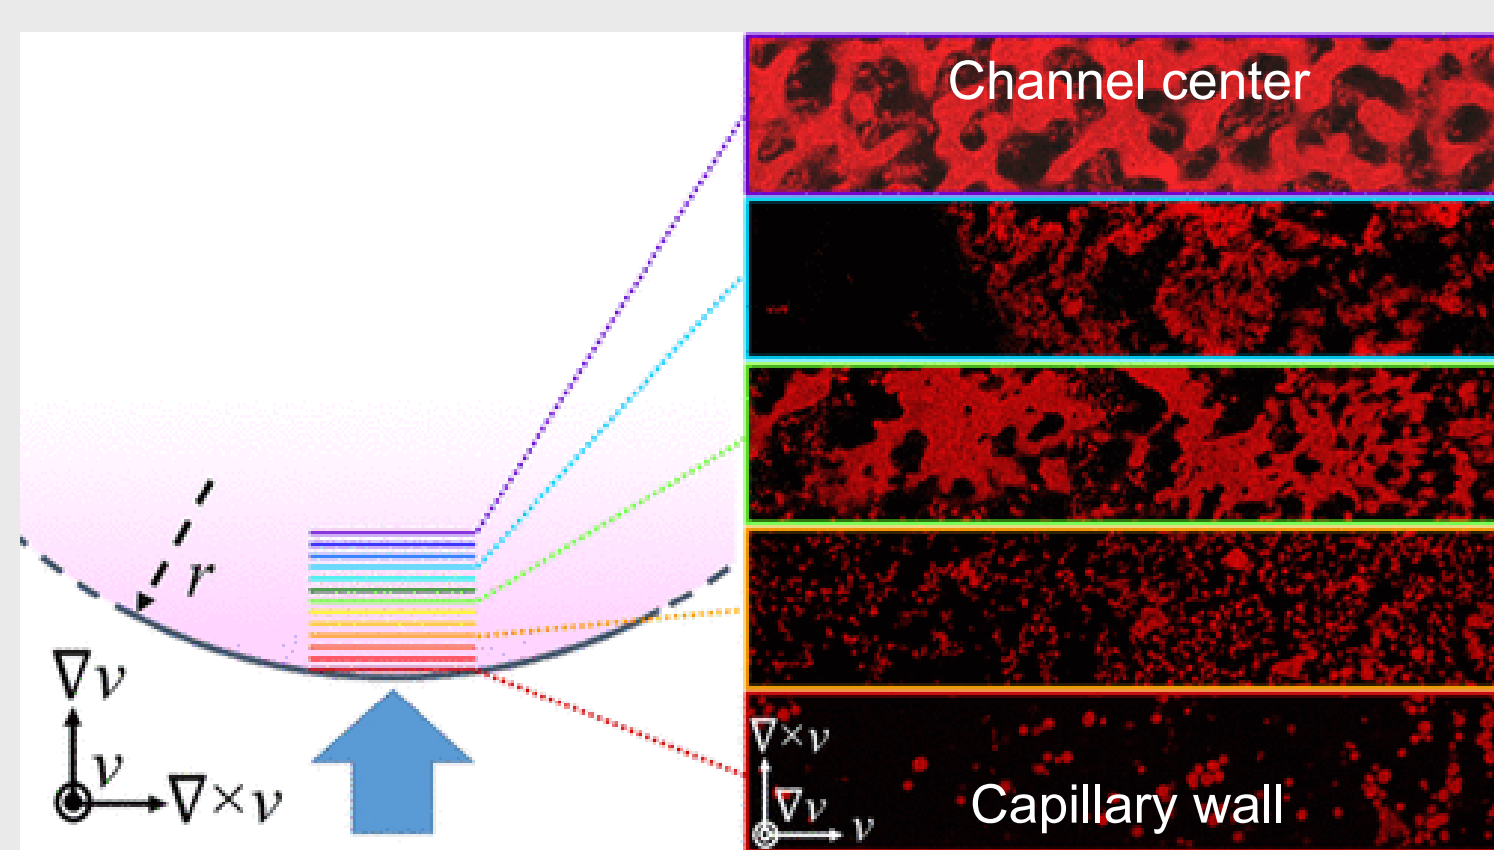 Channel center
r
∇v
v
∇×v
∇×v
∇v
v
Capillary wall